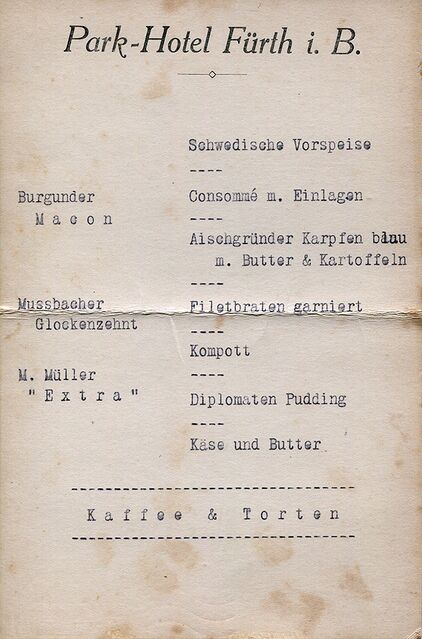 Park-Hotel Fürth i. B.
Schwedische Vorspeise
----
Burgunder
Macon
Consommé m. Einlagen
----
Aischgründer Karpfen blau
m. Butter & Kartoffeln
----
Mussbacher
Glockenzehnt
Filetbraten garniert
----
Kompott
----
M. Müller
"Extra"
Diplomaten Pudding
----
Käse und Butter
Kaffee & Torten